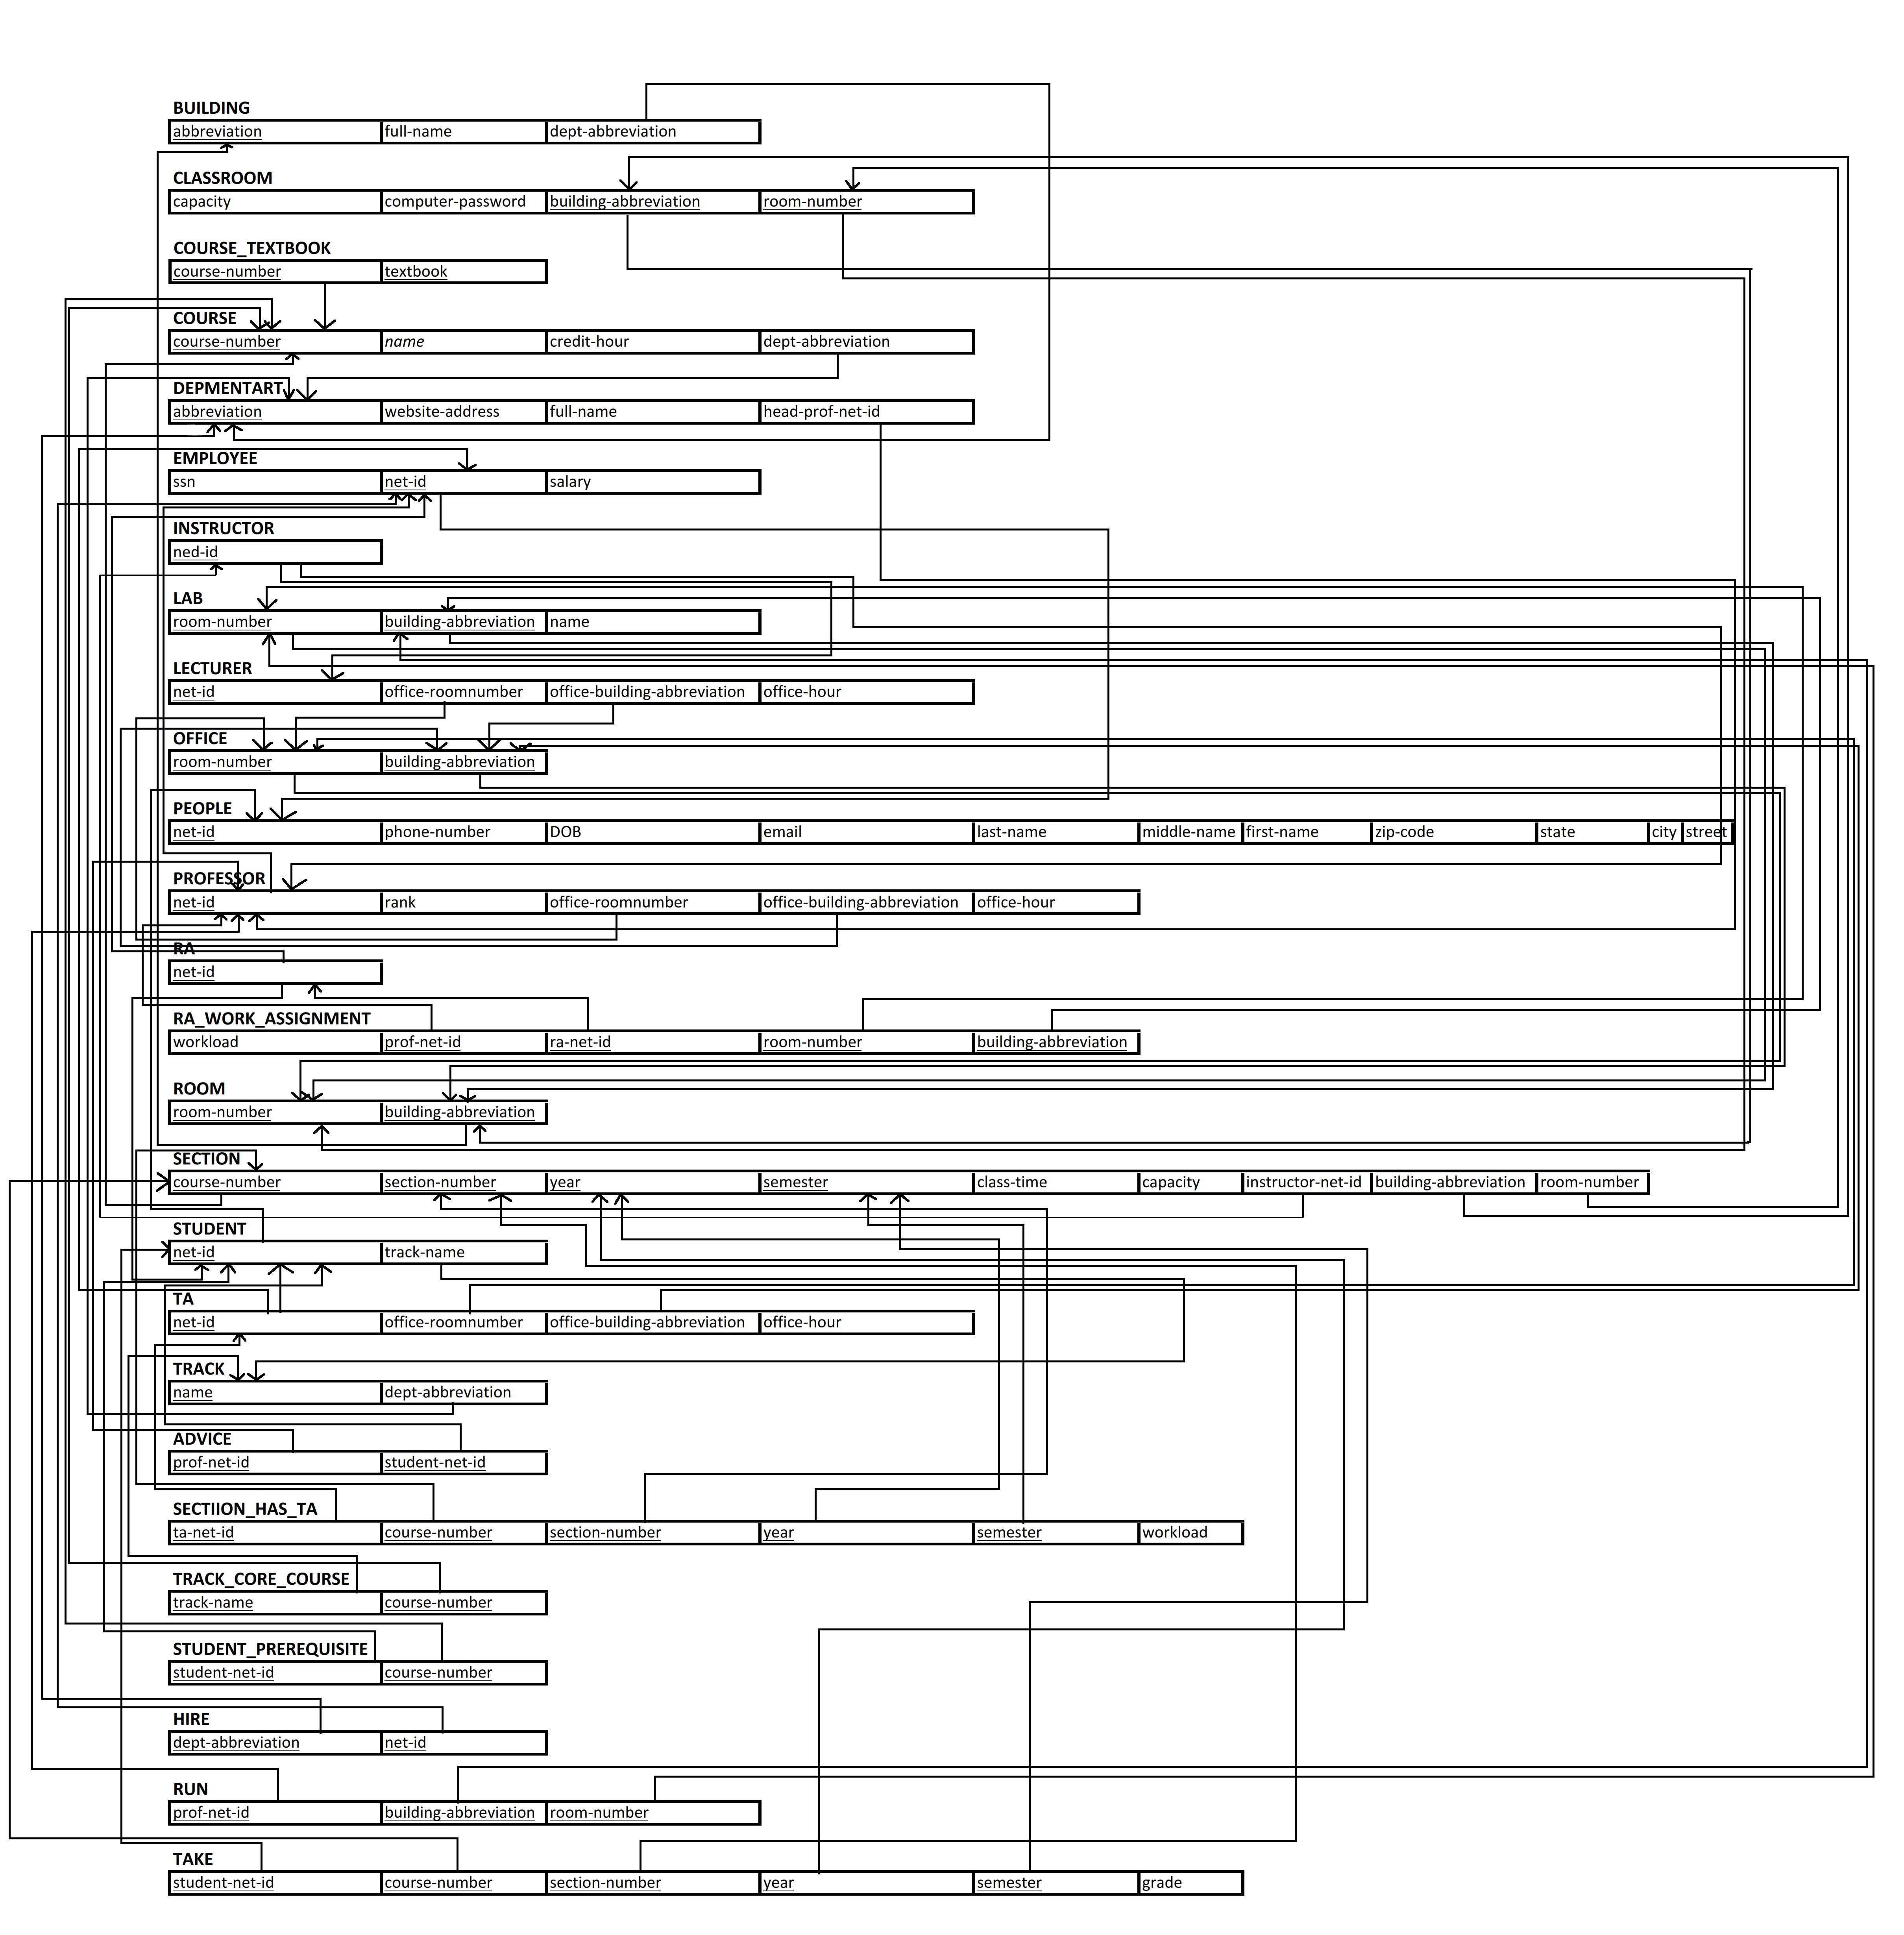 BUILDING
abbreviation full-name dept-abbreviation
CLASSROOM
capacity computer-password building-abbreviation room-number
COURSE_TEXTBOOK
course-number textbook
COURSE
course-number name credit-hour dept-abbreviation
DEPMENTART
abbreviation website-address full-name head-prof-net-id
EMPLOYEE
ssn net-id salary
INSTRUCTOR
ned-id
LAB
room-number building-abbreviation name
LECTURER
net-id office-roomnumber office-building-abbreviation office-hour
OFFICE
room-number building-abbreviation
PEOPLE
net-id phone-number DOB email last-name middle-name first-name zip-code state city street
PROFESSOR
net-id rank office-roomnumber office-building-abbreviation office-hour
RA
net-id
RA_WORK_ASSIGNMENT
workload prof-net-id ra-net-id room-number building-abbreviation
ROOM
room-number building-abbreviation
SECTION
course-number section-number year semester class-time capacity instructor-net-id building-abbreviation room-number
STUDENT
net-id track-name
TA
net-id office-roomnumber office-building-abbreviation office-hour
TRACK
name dept-abbreviation
ADVICE
prof-net-id student-net-id
SECTIION_HAS_TA
ta-net-id course-number section-number year semester workload
TRACK_CORE_COURSE
track-name course-number
STUDENT_PREREQUISITE
student-net-id course-number
HIRE
dept-abbreviation net-id
RUN
prof-net-id building-abbreviation room-number
TAKE
student-net-id course-number section-number year semester grade